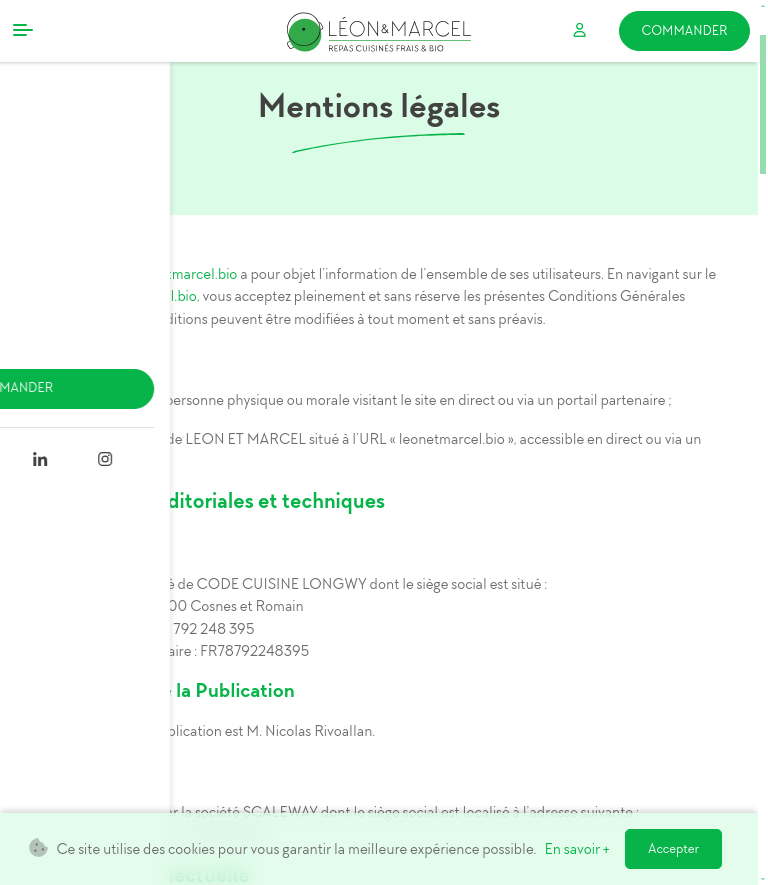 LÉON&MARCEL
REPAS CUISINÉS FRAIS & BIO
COMMANDER
Mentions légales
marcel.bio a pour objet l'information de l'ensemble de ses utilisateurs. En navigant sur le
l.bio, vous acceptez pleinement et sans réserve les présentes Conditions Générales
ditions peuvent être modifiées à tout moment et sans préavis.
MANDER
personne physique ou morale visitant le site en direct ou via un portail partenaire ;
de LEON ET MARCEL situé à l'URL « leonetmarcel.bio », accessible en direct ou via un
ditoriales et techniques
é de CODE CUISINE LONGWY dont le siège social est situé :
00 Cosnes et Romain
792 248 395
aire : FR78792248395
la Publication
blication est M. Nicolas Rivoallan.
r la société SCALEWAY dont le siège social est localisé à l'adresse suivante :
Ce site utilise des cookies pour vous garantir la meilleure expérience possible. En savoir + Accepter
lectuelle